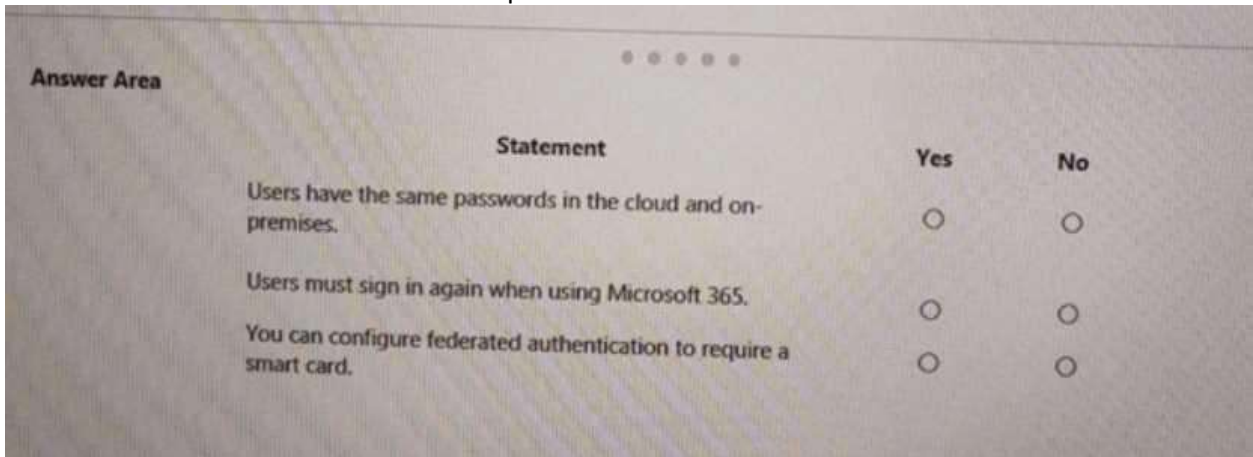 Answer Area
Statement
Yes
No
Users have the same passwords in the cloud and on-
premises.
Users must sign in again when using Microsoft 365.
You can configure federated authentication to require a
smart card.